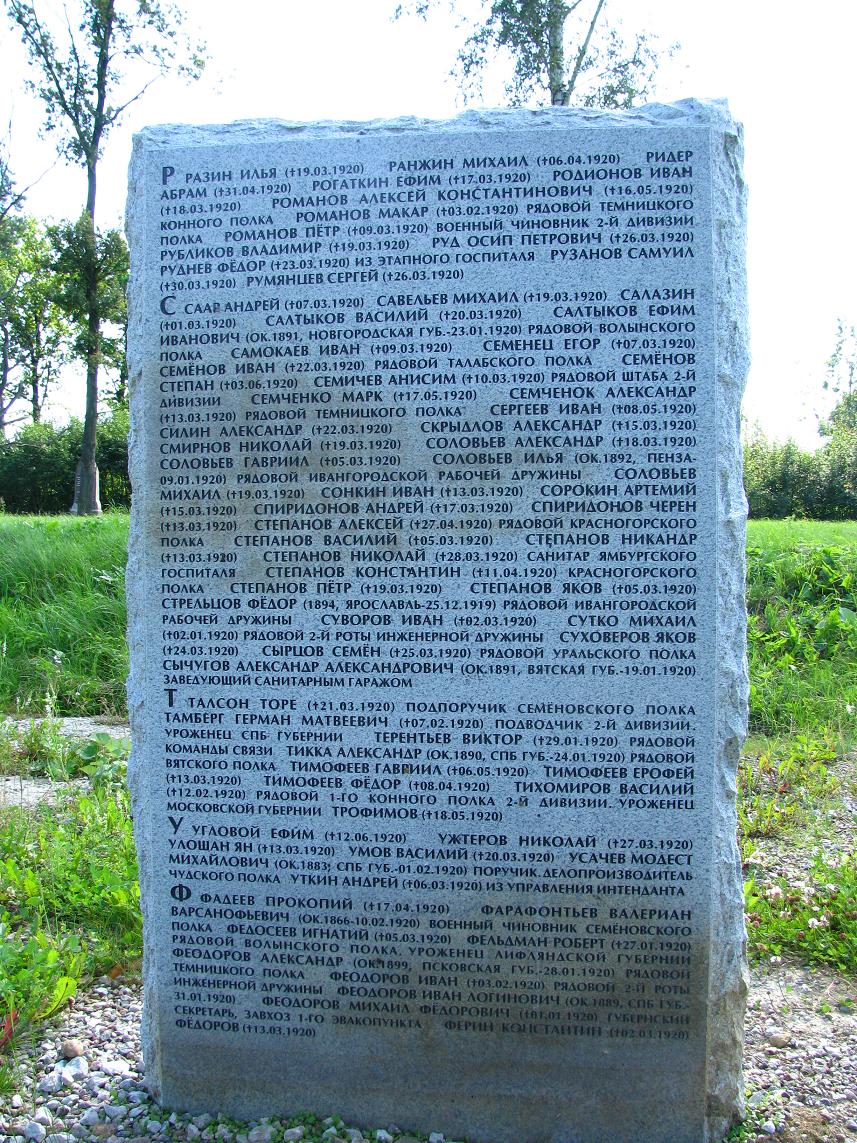 Р РАЗИН ИЛЬЯ (†19.03.1920) РАНЖИН МИХАИЛ (†06.04.1920) РИДЕР
АБРАМ (†31.04.1920) РОГАТКИН ЕФИМ (†17.03.1920) РОДИОНОВ ИВАН
(†18.03.1920) РОМАНОВ АЛЕКСЕЙ КОНСТАНТИНОВИЧ (†16.05.1920)
КОННОГО ПОЛКА РОМАНОВ МАКАР (†03.02.1920) РЯДОВОЙ ТЕМНИЦКОГО
ПОЛКА РОМАНОВ ПЁТР (†09.03.1920) ВОЕННЫЙ ЧИНОВНИК 2-Й ДИВИЗИИ
РУБЛИКОВ ВЛАДИМИР (†19.03.1920) РУД ОСИП ПЕТРОВИЧ (†26.03.1920)
РУДНЕВ ФЁДОР (†23.03.1920) ИЗ ЭТАПНОГО ГОСПИТАЛЯ РУЗАНОВ САМУИЛ
(†30.03.1920) РУМЯНЦЕВ СЕРГЕЙ (†26.03.1920)
С СААР АНДРЕЙ (†07.03.1920) САВЕЛЬЕВ МИХАИЛ (†19.03.1920) САЛАЗИН
(†01.03.1920) САЛТЫКОВ ВАСИЛИЙ (†20.03.1920) САЛТЫКОВ ЕФИМ
ИВАНОВИЧ (ОК.1891, НОВГОРОДСКАЯ ГУБ.-23.01.1920) РЯДОВОЙ ВОЛЫНСКОГО
ПОЛКА САМОКАЕВ ИВАН (†09.03.1920) СЕМЕНЕЦ ЕГОР (†07.03.1920)
СЕМЁНОВ ИВАН (†22.03.1920) РЯДОВОЙ ТАЛАБСКОГО ПОЛКА СЕМЁНОВ
СТЕПАН (†03.06.1920) СЕМИЧЕВ АНИСИМ (†10.03.1920) РЯДОВОЙ ШТАБА 2-Й
ДИВИЗИИ СЕМЧЕНКО МАРК (†17.05.1920) СЕМЧЕНОК АЛЕКСАНДР
(†13.03.1920) РЯДОВОЙ ТЕМНИЦКОГО ПОЛКА СЕРГЕЕВ ИВАН (†08.05.1920)
СИЛИН АЛЕКСАНДР (†22.03.1920) СКРЫДЛОВ АЛЕКСАНДР (†15.03.1920)
СМИРНОВ НИКОЛАЙ (†19.03.1920) СОЛОВЬЕВ АЛЕКСАНДР (†18.03.1920)
СОЛОВЬЕВ ГАВРИИЛ (†05.03.1920) СОЛОВЬЕВ ИЛЬЯ (ОК.1892, ПЕНЗА-
09.01.1920) РЯДОВОЙ ИВАНГОРОДСКОЙ РАБОЧЕЙ ДРУЖИНЫ СОЛОВЬЕВ
МИХАИЛ (†19.03.1920) СОНКИН ИВАН (†13.03.1920) СОРОКИН АРТЕМИЙ
(†15.03.1920) СПИРИДОНОВ АНДРЕЙ (†17.03.1920) СПИРИДОНОВ ЧЕРЕН
(†13.03.1920) СТЕПАНОВ АЛЕКСЕЙ (†27.04.1920) РЯДОВОЙ КРАСНОГОРСКОГО
ПОЛКА СТЕПАНОВ ВАСИЛИЙ (†05.03.1920) СТЕПАНОВ НИКАНДР
(†13.03.1920) СТЕПАНОВ НИКОЛАЙ (†28.03.1920) САНИТАР ЯМБУРГСКОГО
ГОСПИТАЛЯ СТЕПАНОВ КОНСТАНТИН (†11.04.1920) КРАСНОГОРСКОГО
ПОЛКА СТЕПАНОВ ПЁТР (†19.03.1920) СТЕПАНОВ ЯКОВ (†05.03.1920)
СТРЕЛЬЦОВ ФЁДОР (1894, ЯРОСЛАВЛЬ-25.12.1919) РЯДОВОЙ ИВАНГОРОДСКОЙ
РАБОЧЕЙ ДРУЖИНЫ СУВОРОВ ИВАН (†02.03.1920) СУТКО МИХАИЛ
(†02.01.1920) РЯДОВОЙ 2-Й РОТЫ ИНЖЕНЕРНОЙ ДРУЖИНЫ СУХОВЕРОВ ЯКОВ
(†24.03.1920) СЫРЦОВ СЕМЁН (†25.03.1920) РЯДОВОЙ УРАЛЬСКОГО ПОЛКА
СЫЧУГОВ АЛЕКСАНДР АЛЕКСАНДРОВИЧ (ОК.1891, ВЯТСКАЯ ГУБ.-19.01.1920)
ЗАВЕДУЮЩИЙ САНИТАРНЫМ ГАРАЖОМ
Т ТАЛСОН ТОРЕ (†21.03.1920) ПОДПОРУЧИК СЕМЁНОВСКОГО ПОЛКА
ТАМБЕРГ ГЕРМАН МАТВЕЕВИЧ (†07.02.1920) ПОДВОДЧИК 2-Й ДИВИЗИИ.
УРОЖЕНЕЦ СПБ ГУБЕРНИИ ТЕРЕНТЬЕВ ВИКТОР (†29.01.1920) РЯДОВОЙ
КОМАНДЫ СВЯЗИ ТИККА АЛЕКСАНДР (ОК.1890, СПБ ГУБ.-24.01.1920) РЯДОВОЙ
ВЯТСКОГО ПОЛКА ТИМОФЕЕВ ГАВРИИЛ (†06.05.1920) ТИМОФЕЕВ ЕРОФЕЙ
(†13.03.1920) ТИМОФЕЕВ ФЁДОР (†08.04.1920) ТИХОМИРОВ ВАСИЛИЙ
(†12.02.1920) РЯДОВОЙ 1-ГО КОННОГО ПОЛКА 2-Й ДИВИЗИИ. УРОЖЕНЕЦ
МОСКОВСКОЙ ГУБЕРНИИ ТРОФИМОВ (†18.05.1920)
У УГЛОВОЙ ЕФИМ (†12.06.1920) УЖТЕРОВ НИКОЛАЙ (†27.03.1920)
УЛОШАН ЯН (†13.03.1920) УМОВ ВАСИЛИЙ (†20.03.1920) УСАЧЕВ МОДЕСТ
МИХАЙЛОВИЧ (ОК.1883, СПБ ГУБ.-01.02.1920) ПОРУЧИК. ДЕЛОПРОИЗВОДИТЕЛЬ
ЧУДСКОГО ПОЛКА УТКИН АНДРЕЙ (†06.03.1920) ИЗ УПРАВЛЕНИЯ ИНТЕНДАНТА
Ф ФАДЕЕВ ПРОКОПИЙ (†17.04.1920) ФАРАФОНТЬЕВ ВАЛЕРИАН
ВАРСАНОФЬЕВИЧ (ОК.1866-10.02.1920) ВОЕННЫЙ ЧИНОВНИК СЕМЁНОВСКОГО
ПОЛКА ФЕДОСЕЕВ ИГНАТИЙ (†05.03.1920) ФЕЛЬДМАН РОБЕРТ (†27.01.1920)
РЯДОВОЙ ВОЛЫНСКОГО ПОЛКА. УРОЖЕНЕЦ ЛИФЛЯНДСКОЙ ГУБЕРНИИ
ФЕОДОРОВ АЛЕКСАНДР (ОК.1899, ПСКОВСКАЯ ГУБ.-28.01.1920) РЯДОВОЙ
ТЕМНИЦКОГО ПОЛКА ФЕОДОРОВ ИВАН (†03.02.1920) РЯДОВОЙ 2-Й РОТЫ
ИНЖЕНЕРНОЙ ДРУЖИНЫ ФЕОДОРОВ ИВАН ЛОГИНОВИЧ (ОК.1889, СПБ ГУБ.-
31.01.1920) ФЕОДОРОВ МИХАИЛ ФЁДОРОВИЧ (†01.01.1920) ГУБЕРНСКИЙ
СЕКРЕТАРЬ, ЗАВХОЗ 1-ГО ЭВАКОПУНКТА ФЕРИН КОНСТАНТИН (†02.03.1920)
ФЁДОРОВ (†13.03.1920)